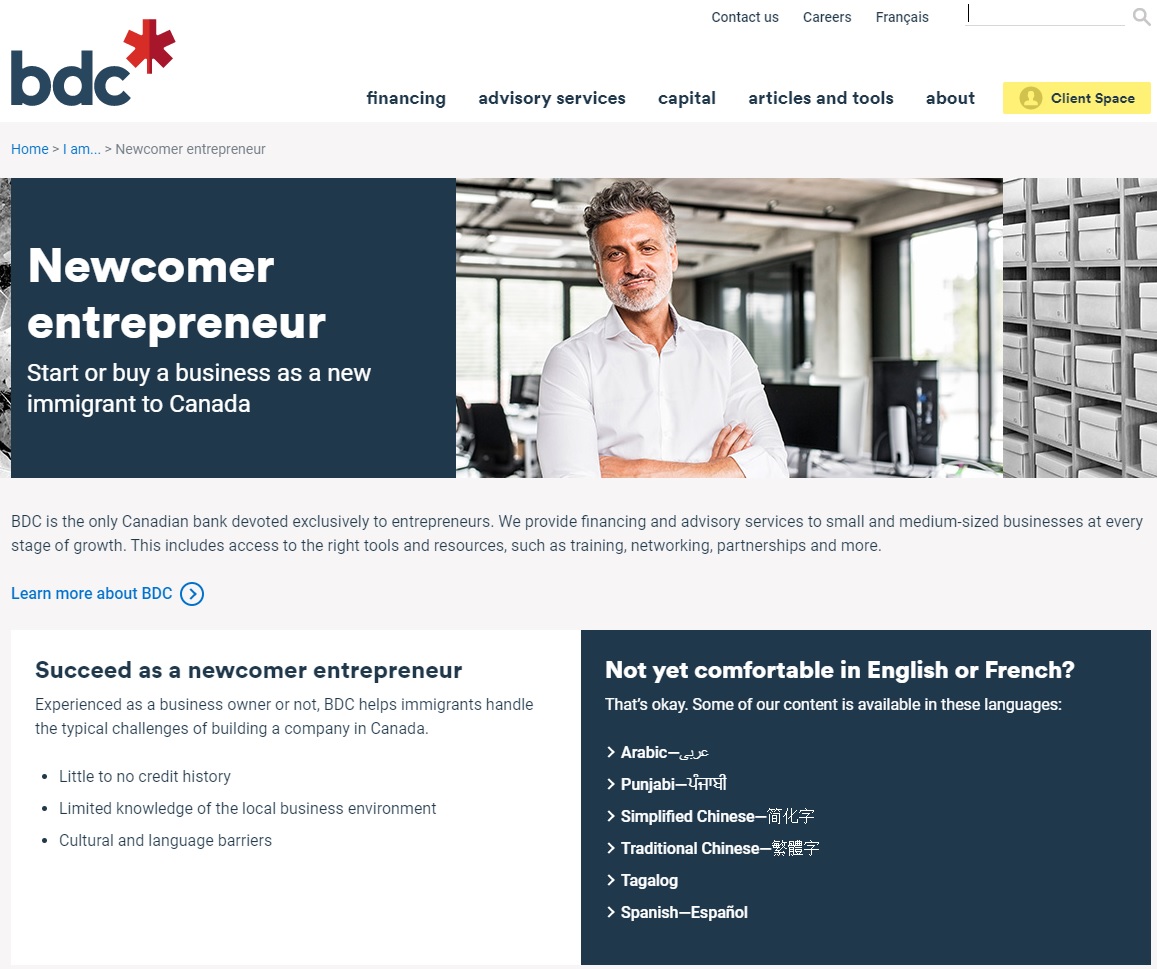 Contact us Careers Français
bdc
financing advisory services capital articles and tools about Client Space
Home > I am... > Newcomer entrepreneur
Newcomer
entrepreneur
Start or buy a business as a new
immigrant to Canada
BDC is the only Canadian bank devoted exclusively to entrepreneurs. We provide financing and advisory services to small and medium-sized businesses at every
stage of growth. This includes access to the right tools and resources, such as training, networking, partnerships and more.
Learn more about BDC
Succeed as a newcomer entrepreneur
Experienced as a business owner or not, BDC helps immigrants handle
the typical challenges of building a company in Canada.
• Little to no credit history
• Limited knowledge of the local business environment
• Cultural and language barriers
Not yet comfortable in English or French?
That’s okay. Some of our content is available in these languages:
Arabic—عربى
Punjabi—ਪੰਜਾਬੀ
Simplified Chinese—简化字
Traditional Chinese—繁體字
Tagalog
Spanish—Español